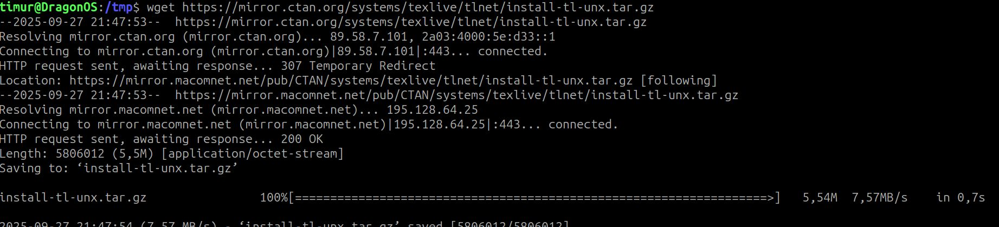 timur@DragonOS:/tmp$ wget https://mirror.ctan.org/systems/texlive/tlnet/install-tl-unx.tar.gz
--2025-09-27 21:47:53--  https://mirror.ctan.org/systems/texlive/tlnet/install-tl-unx.tar.gz
Resolving mirror.ctan.org (mirror.ctan.org)... 89.58.7.101, 2a03:4000:5e:d33::1
Connecting to mirror.ctan.org (mirror.ctan.org)|89.58.7.101|:443... connected.
HTTP request sent, awaiting response... 307 Temporary Redirect
Location: https://mirror.macomnet.net/pub/CTAN/systems/texlive/tlnet/install-tl-unx.tar.gz [following]
--2025-09-27 21:47:53--  https://mirror.macomnet.net/pub/CTAN/systems/texlive/tlnet/install-tl-unx.tar.gz
Resolving mirror.macomnet.net (mirror.macomnet.net)... 195.128.64.25
Connecting to mirror.macomnet.net (mirror.macomnet.net)|195.128.64.25|:443... connected.
HTTP request sent, awaiting response... 200 OK
Length: 5806012 (5,5M) [application/octet-stream]
Saving to: ‘install-tl-unx.tar.gz’
install-tl-unx.tar.gz 100%[===================================================================>] 5,54M 7,57MB/s in 0,7s
2025-09-27 21:47:54 (7,57 MB/s) - ‘install-tl-unx.tar.gz’ saved [5806012/5806012]